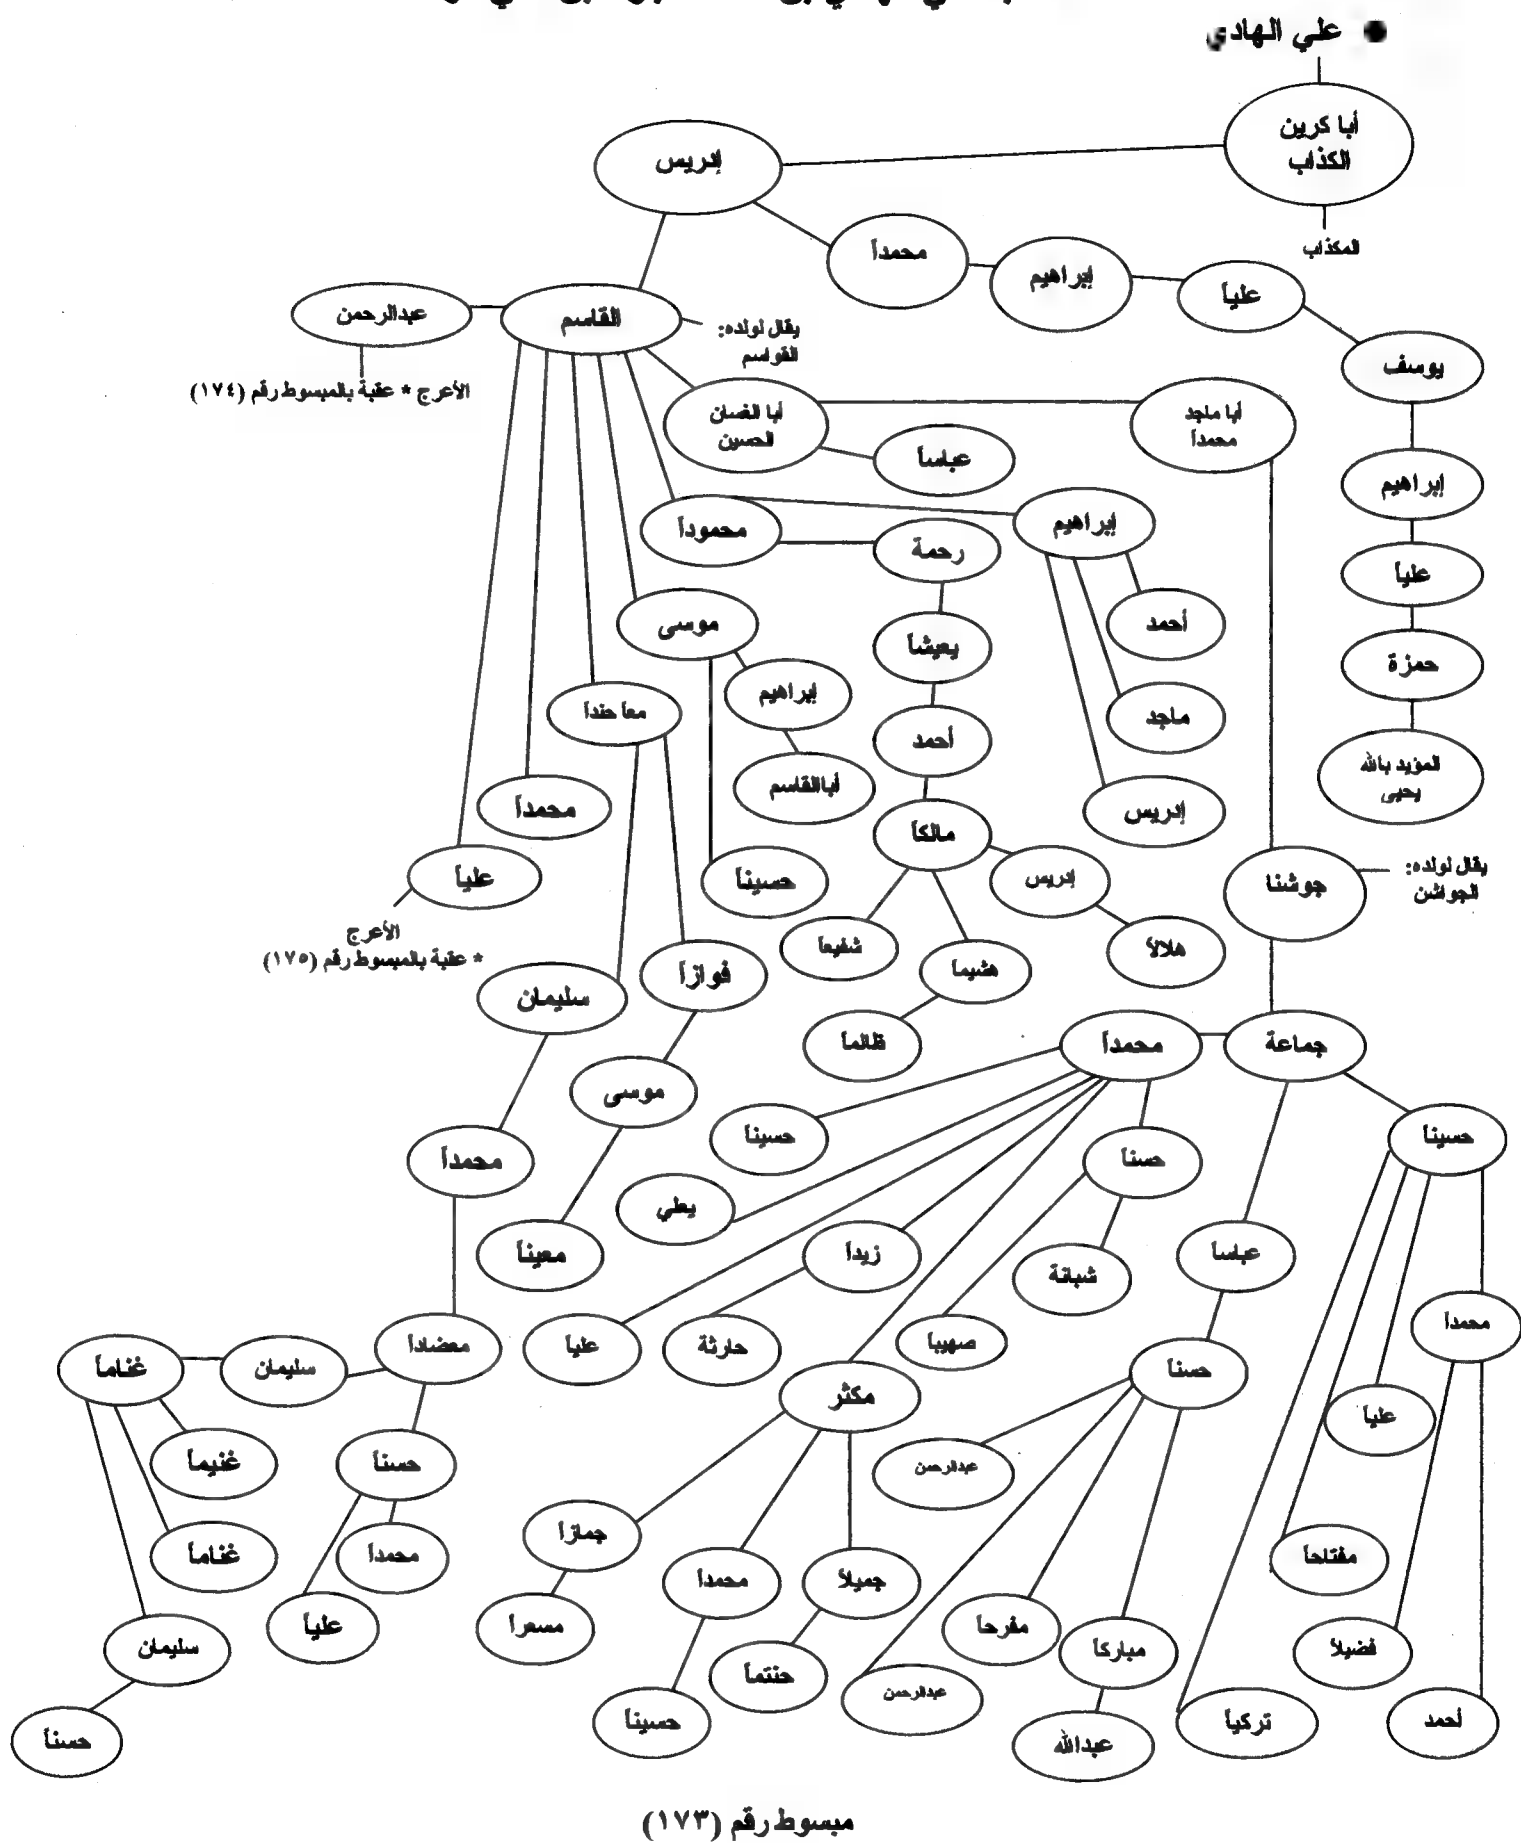 ● علي الهادي
أبا كرين
الكذاب
المكذاب
إدريس
محمداً
إبراهيم
علياً
يوسف
القاسم
يقال لولده:
القواسم
عبدالرحمن
الأعرج * عقبة بالمبسوط رقم (١٧٤)
أبا ماجد
محمداً
أبا الغسان
الحسين
عباساً
إبراهيم
إبراهيم
محموداً
رحمة
علياً
أحمد
موسى
يعيشاً
حمزة
إبراهيم
ماجد
معاحنداً
أحمد
المؤيد بالله
يحيى
أباالقاسم
محمداً
إدريس
مالكاً
يقال لولده:
الجواشن
جوشنا
إدريس
حسيناً
علياً
الأعرج
* عقبة بالمبسوط رقم (١٧٥)
هلالاً
شفيعاً
هشيما
فوازاً
سليمان
جماعة
محمداً
ظالماً
موسى
حسيناً
حسناً
حسيناً
محمداً
يعلي
عباساً
شبانة
زيداً
معيناً
محمداً
صهيباً
حارثة
علياً
معضاداً
سليمان
غناماً
حسناً
مكثر
علياً
عبدالرحمن
حسناً
غنيماً
جمازاً
مفتاحاً
جميلاً
محمداً
محمداً
غناماً
فضيلاً
مباركاً
مفرحاً
مسعرا
علياً
سليمان
حنتماً
أحمد
تركياً
عبدالله
عبدالرحمن
حسيناً
حسناً
مبسوط رقم (١٧٣)